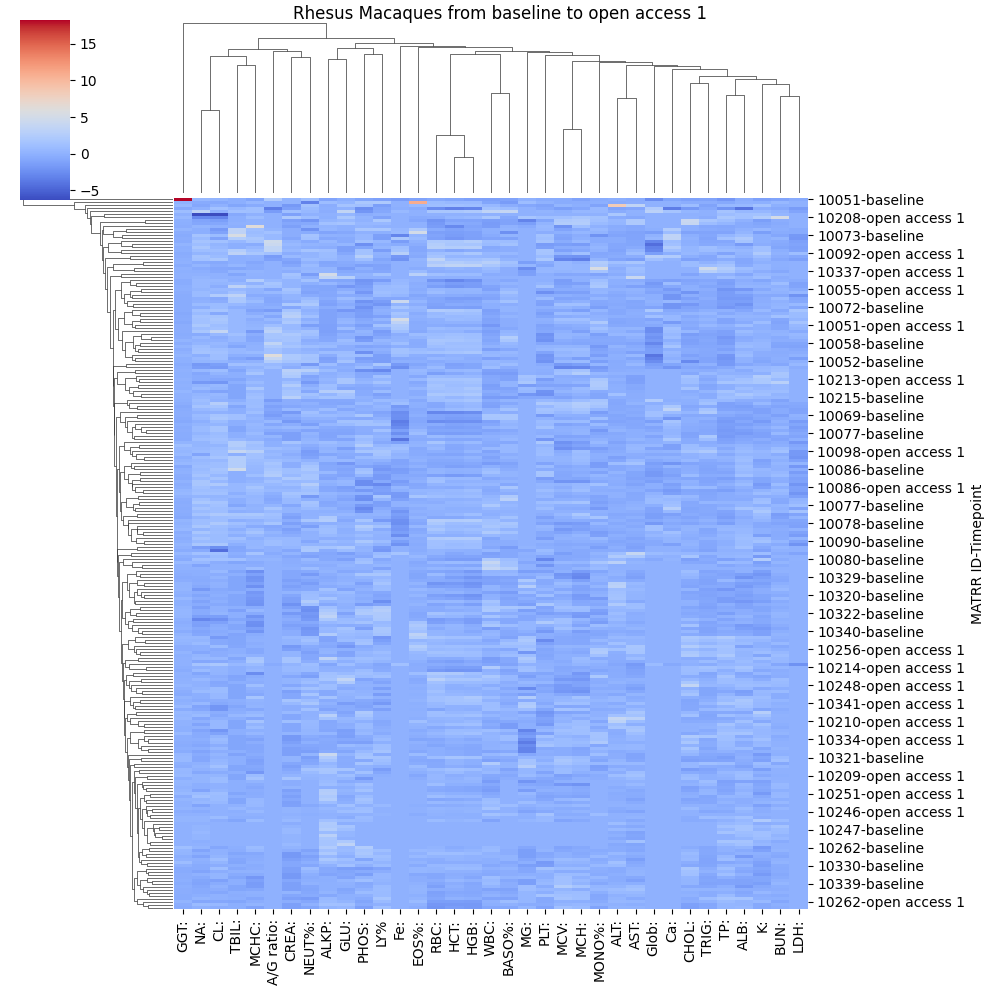 Rhesus Macaques from baseline to open access 1
15
10
5
0
−5
10051-baseline
10208-open access 1
10073-baseline
10092-open access 1
10337-open access 1
10055-open access 1
10072-baseline
10051-open access 1
10058-baseline
10052-baseline
10213-open access 1
10215-baseline
10069-baseline
10077-baseline
10098-open access 1
10086-baseline
10086-open access 1
10077-baseline
10078-baseline
10090-baseline
10080-baseline
10329-baseline
10320-baseline
10322-baseline
10340-baseline
10256-open access 1
10214-open access 1
10248-open access 1
10341-open access 1
10210-open access 1
10334-open access 1
10321-baseline
10209-open access 1
10251-open access 1
10246-open access 1
10247-baseline
10262-baseline
10330-baseline
10339-baseline
10262-open access 1
MATRR ID-Timepoint
GGT:
NA:
CL:
TBIL:
MCHC:
A/G ratio:
CREA:
NEUT%:
ALKP:
GLU:
PHOS:
LY%
Fe:
EOS%:
RBC:
HCT:
HGB:
WBC:
BASO%:
MG:
PLT:
MCV:
MCH:
MONO%:
ALT:
AST:
Glob:
Ca:
CHOL:
TRIG:
TP:
ALB:
K:
BUN:
LDH: